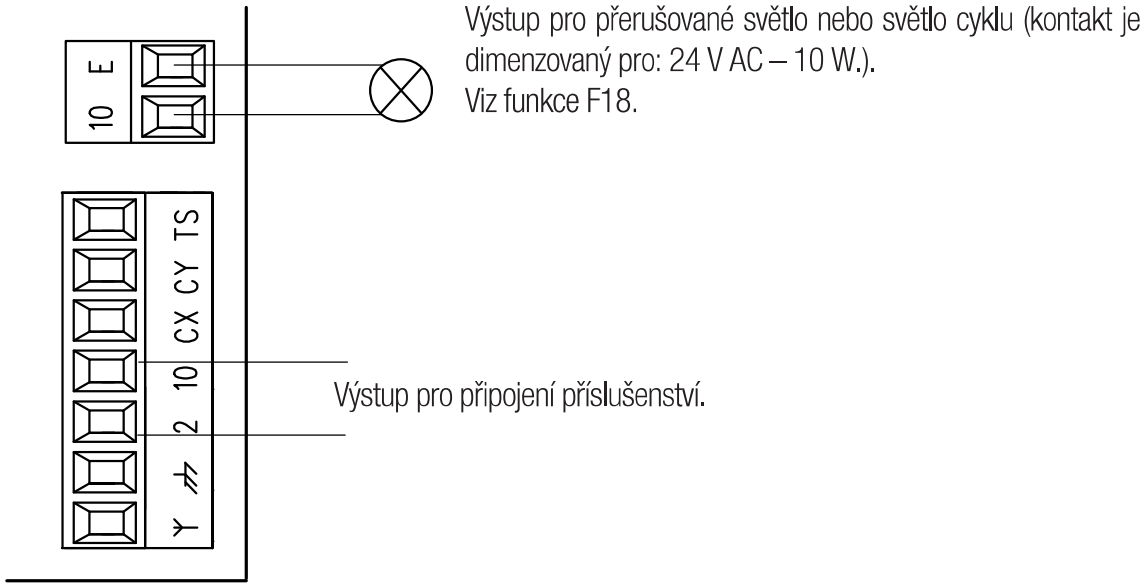 Výstup pro přerušované světlo nebo světlo cyklu (kontakt je
dimenzovaný pro: 24 V AC – 10 W.).
Viz funkce F18.
E
10
TS
CY
CX
10
2
Y
Výstup pro připojení příslušenství.